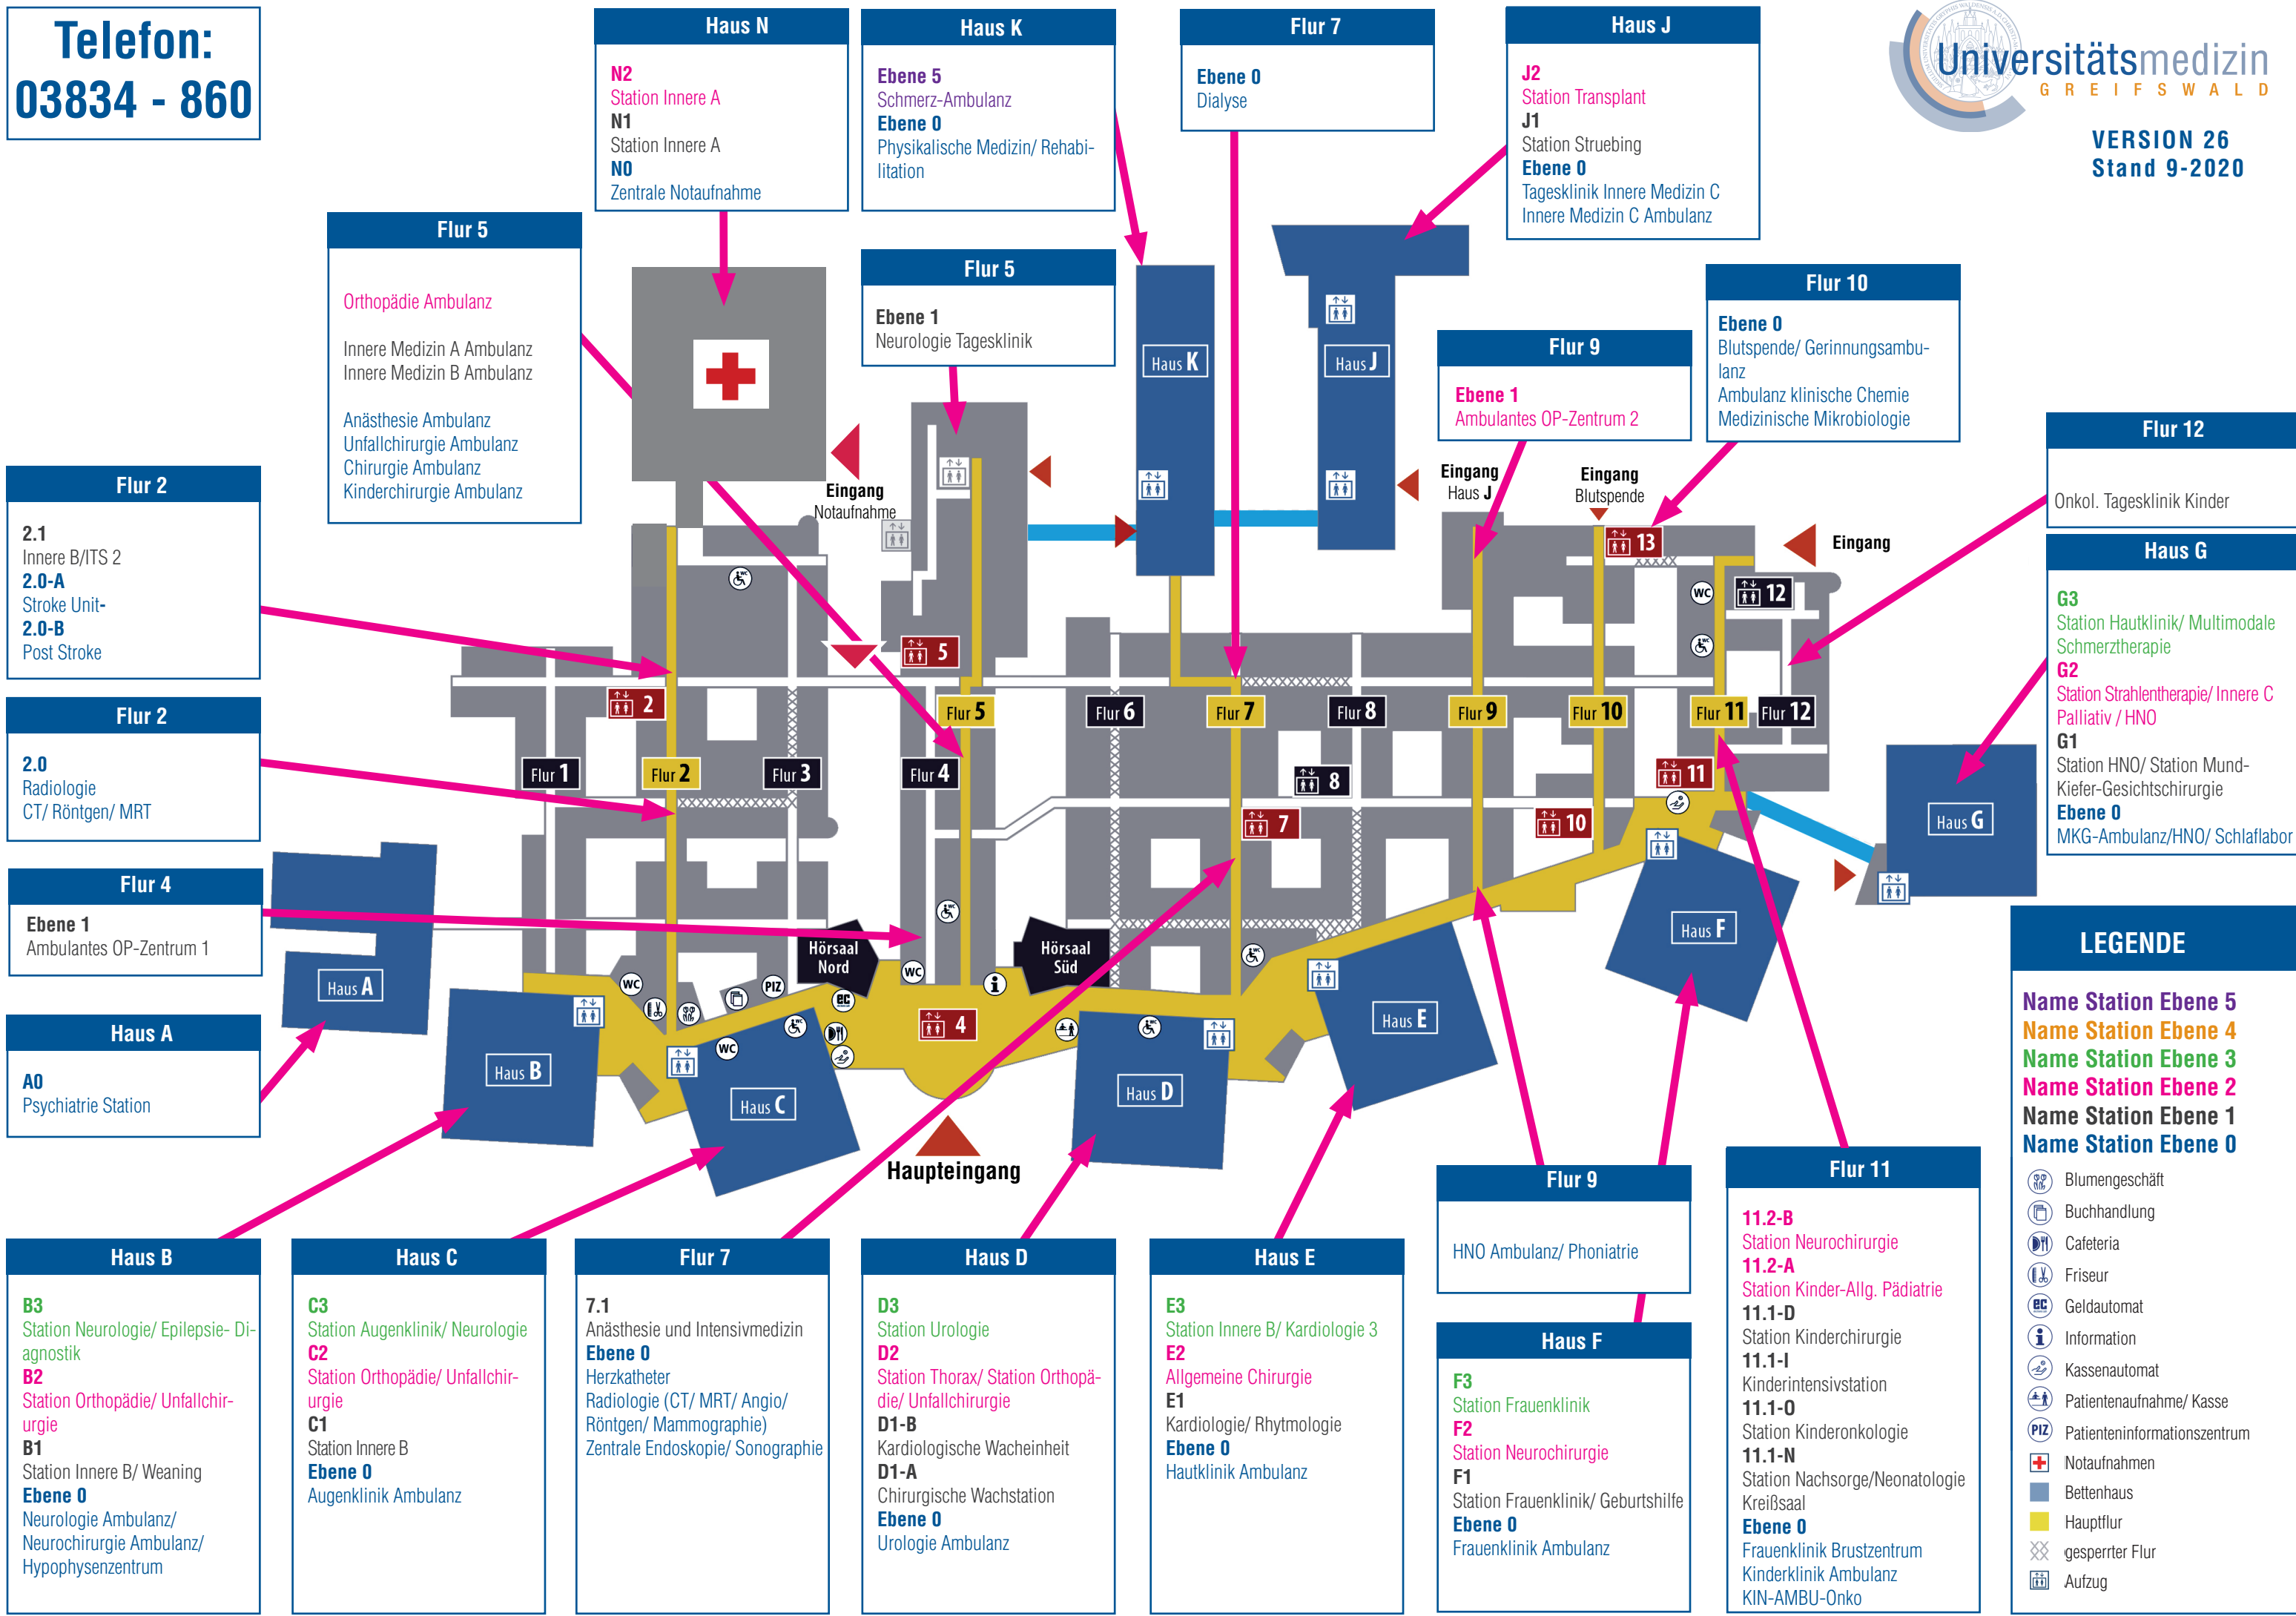 Telefon:
03834 - 860
Haus N
N2
Station Innere A
N1
Station Innere A
N0
Zentrale Notaufnahme
Haus K
Ebene 5
Schmerz-Ambulanz
Ebene 0
Physikalische Medizin/ Rehabi-
litation
Flur 7
Ebene 0
Dialyse
Haus J
J2
Station Transplant
J1
Station Struebing
Ebene 0
Tagesklinik Innere Medizin C
Innere Medizin C Ambulanz
Universitätsmedizin
GREIFSWALD
VERSION 26
Stand 9-2020
Flur 5
Orthopädie Ambulanz
Innere Medizin A Ambulanz
Innere Medizin B Ambulanz
Anästhesie Ambulanz
Unfallchirurgie Ambulanz
Chirurgie Ambulanz
Kinderchirurgie Ambulanz
Flur 5
Ebene 1
Neurologie Tagesklinik
Flur 9
Ebene 1
Ambulantes OP-Zentrum 2
Flur 10
Ebene 0
Blutspende/ Gerinnungsambu-
lanz
Ambulanz klinische Chemie
Medizinische Mikrobiologie
Flur 12
Onkol. Tagesklinik Kinder
Haus G
G3
Station Hautklinik/ Multimodale
Schmerztherapie
G2
Station Strahlentherapie/ Innere C
Palliativ / HNO
G1
Station HNO/ Station Mund-
Kiefer-Gesichtschirurgie
Ebene 0
MKG-Ambulanz/HNO/ Schlaflabor
Flur 2
2.1
Innere B/ITS 2
2.0-A
Stroke Unit-
2.0-B
Post Stroke
Flur 2
2.0
Radiologie
CT/ Röntgen/ MRT
Flur 4
Ebene 1
Ambulantes OP-Zentrum 1
Haus A
A0
Psychiatrie Station
Haus K
Haus J
Eingang
Notaufnahme
Eingang
Haus J
Eingang
Blutspende
Eingang
13
WC
12
WC
WC
5
2
Flur 5
Flur 6
Flur 7
Flur 8
Flur 9
Flur 10
Flur 11
Flur 12
Flur 1
Flur 2
Flur 3
Flur 4
8
11
7
10
Haus G
Haus F
Hörsaal
Nord
Hörsaal
Süd
WC
WC
WC
WC
PIZ
ec
i
Haus A
4
WC
WC
WC
Haus E
Haus B
Haus C
Haus D
Haupteingang
Haus B
B3
Station Neurologie/ Epilepsie- Di-
agnostik
B2
Station Orthopädie/ Unfallchir-
urgie
B1
Station Innere B/ Weaning
Ebene 0
Neurologie Ambulanz/
Neurochirurgie Ambulanz/
Hypophysenzentrum
Haus C
C3
Station Augenklinik/ Neurologie
C2
Station Orthopädie/ Unfallchir-
urgie
C1
Station Innere B
Ebene 0
Augenklinik Ambulanz
Flur 7
7.1
Anästhesie und Intensivmedizin
Ebene 0
Herzkatheter
Radiologie (CT/ MRT/ Angio/
Röntgen/ Mammographie)
Zentrale Endoskopie/ Sonographie
Haus D
D3
Station Urologie
D2
Station Thorax/ Station Orthopä-
die/ Unfallchirurgie
D1-B
Kardiologische Wacheinheit
D1-A
Chirurgische Wachstation
Ebene 0
Urologie Ambulanz
Haus E
E3
Station Innere B/ Kardiologie 3
E2
Allgemeine Chirurgie
E1
Kardiologie/ Rhytmologie
Ebene 0
Hautklinik Ambulanz
Flur 9
HNO Ambulanz/ Phoniatrie
Haus F
F3
Station Frauenklinik
F2
Station Neurochirurgie
F1
Station Frauenklinik/ Geburtshilfe
Ebene 0
Frauenklinik Ambulanz
Flur 11
11.2-B
Station Neurochirurgie
11.2-A
Station Kinder-Allg. Pädiatrie
11.1-D
Station Kinderchirurgie
11.1-I
Kinderintensivstation
11.1-O
Station Kinderonkologie
11.1-N
Station Nachsorge/Neonatologie
Kreißsaal
Ebene 0
Frauenklinik Brustzentrum
Kinderklinik Ambulanz
KIN-AMBU-Onko
LEGENDE
Name Station Ebene 5
Name Station Ebene 4
Name Station Ebene 3
Name Station Ebene 2
Name Station Ebene 1
Name Station Ebene 0
Blumengeschäft
Buchhandlung
Cafeteria
Friseur
ec Geldautomat
i Information
Kassenautomat
Patientenaufnahme/ Kasse
PIZ Patienteninformationszentrum
Notaufnahmen
Bettenhaus
Hauptflur
gesperrter Flur
Aufzug